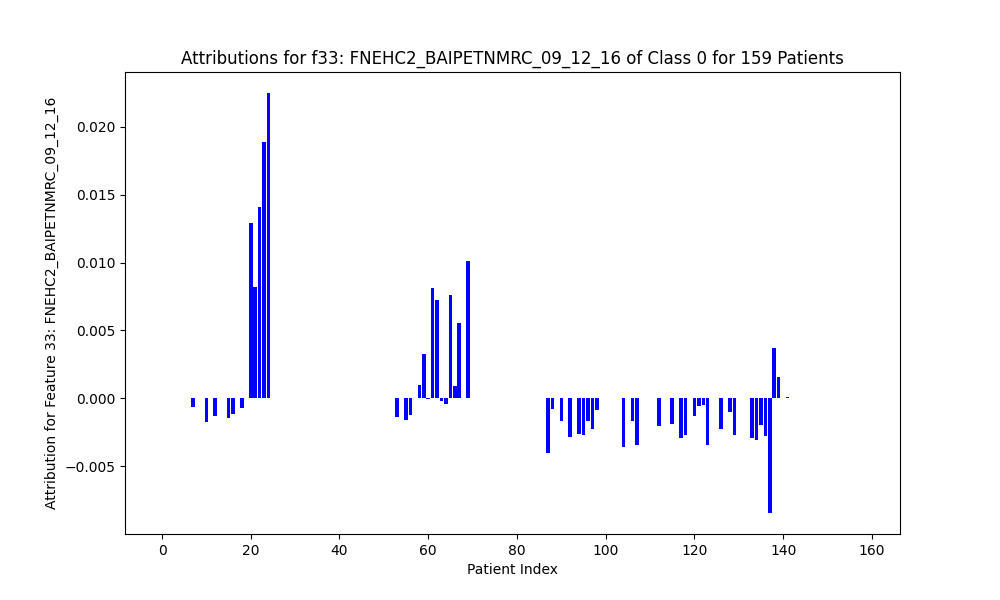 Attributions for f33: FNEHC2_BAIPETNMRC_09_12_16 of Class 0 for 159 Patients
Attribution for Feature 33: FNEHC2_BAIPETNMRC_09_12_16
0.020
0.015
0.010
0.005
0.000
−0.005
0 20 40 60 80 100 120 140 160
Patient Index